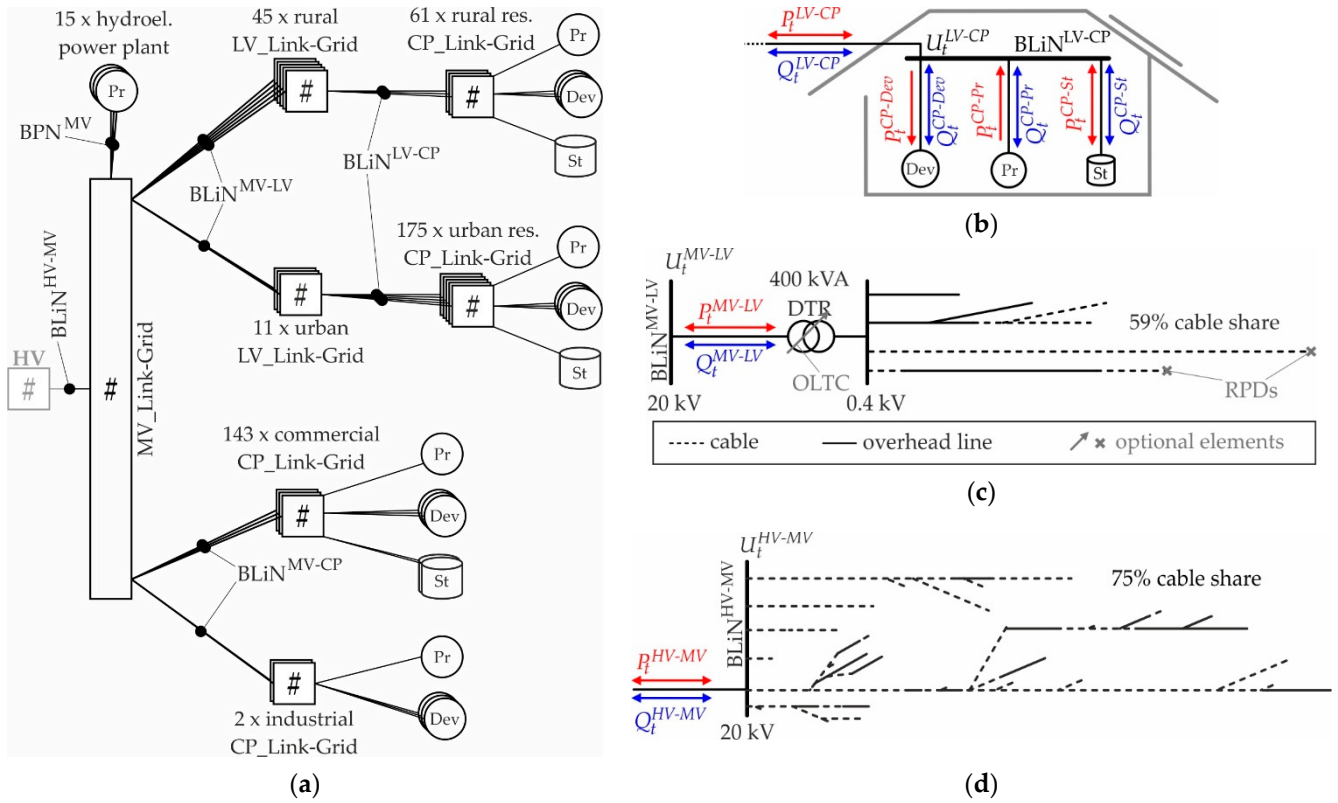 15 x hydroel.
power plant
Pr
BPN^MV
45 x rural
LV_Link-Grid
#
61 x rural res.
CP_Link-Grid
#
Pr
Dev
St
BLiN^MV-LV
BLiN^LV-CP
BLiN^HV-MV
HV
#
#
MV_Link-Grid
#
11 x urban
LV_Link-Grid
175 x urban res.
CP_Link-Grid
#
Pr
Dev
St
143 x commercial
CP_Link-Grid
#
Pr
Dev
St
BLiN^MV-CP
#
2 x industrial
CP_Link-Grid
Pr
Dev
(a)
P_t^LV-CP
Q_t^LV-CP
U_t^LV-CP
BLiN^LV-CP
P_t^CP-Dev
Q_t^CP-Dev
P_t^CP-Pr
Q_t^CP-Pr
P_t^CP-St
Q_t^CP-St
Dev
Pr
St
(b)
U_t^MV-LV
BLiN^MV-LV
P_t^MV-LV
Q_t^MV-LV
400 kVA
DTR
OLTC
59% cable share
RPDs
20 kV
0.4 kV
cable
overhead line
optional elements
(c)
U_t^HV-MV
BLiN^HV-MV
75% cable share
P_t^HV-MV
Q_t^HV-MV
20 kV
(d)